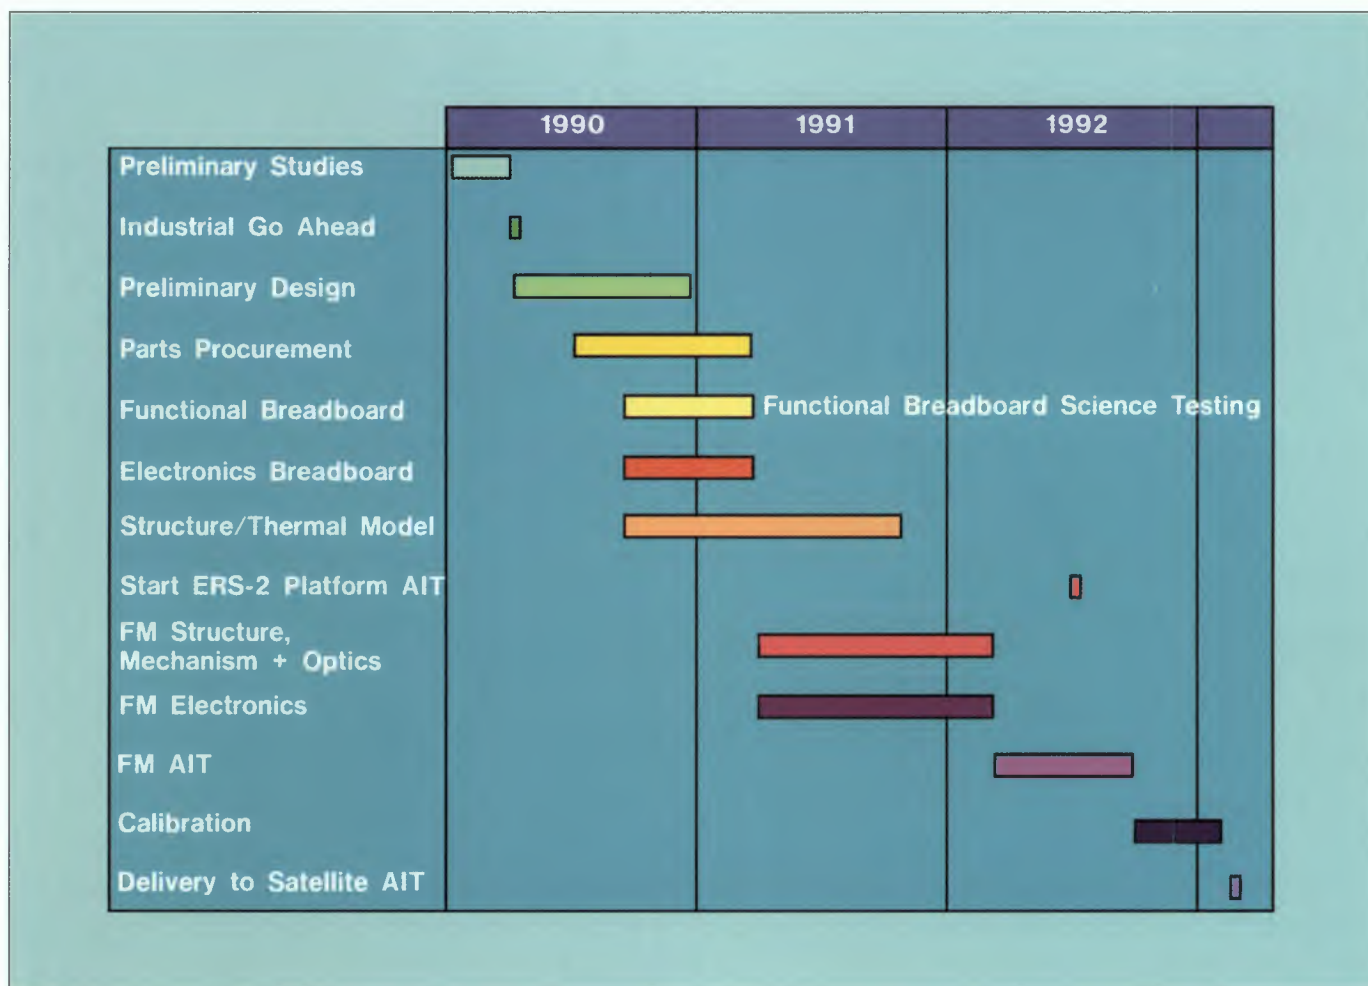 1990 1991 1992
Preliminary Studies
Industrial Go Ahead
Preliminary Design
Parts Procurement
Functional Breadboard Functional Breadboard Science Testing
Electronics Breadboard
Structure/Thermal Model
Start ERS-2 Platform AIT
FM Structure,
Mechanism + Optics
FM Electronics
FM AIT
Calibration
Delivery to Satellite AIT